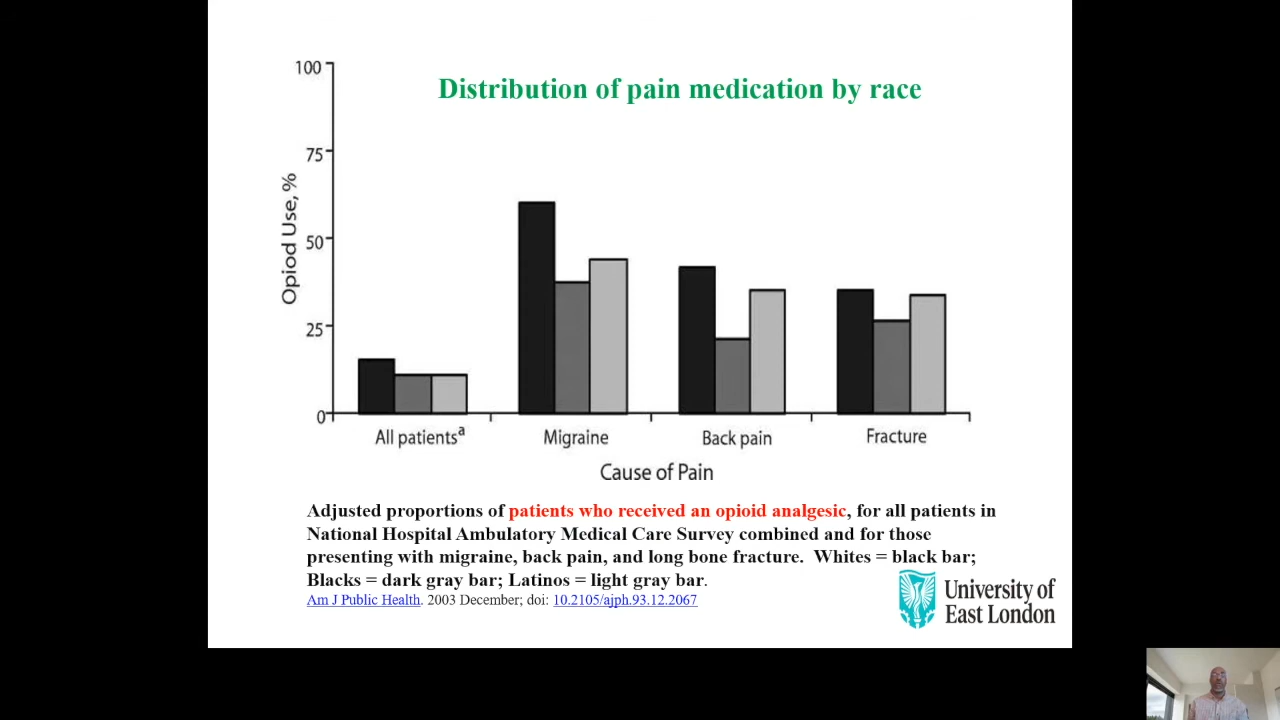 Distribution of pain medication by race
100
75
50
25
0
Opiod Use, %
All patientsᵃ
Migraine
Back pain
Fracture
Cause of Pain
Adjusted proportions of patients who received an opioid analgesic, for all patients in
National Hospital Ambulatory Medical Care Survey combined and for those
presenting with migraine, back pain, and long bone fracture. Whites = black bar;
Blacks = dark gray bar; Latinos = light gray bar.
Am J Public Health. 2003 December; doi: 10.2105/ajph.93.12.2067
University of
East London